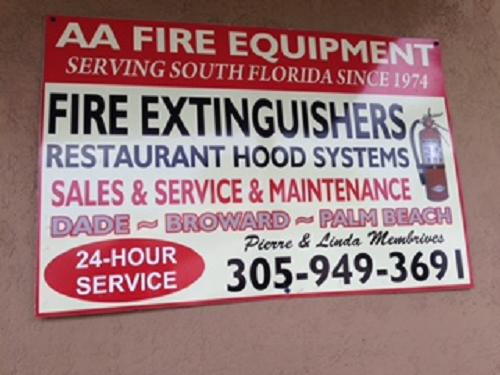 AA FIRE EQUIPMENT
SERVING SOUTH FLORIDA SINCE 1974
FIRE EXTINGUISHERS
RESTAURANT HOOD SYSTEMS
SALES & SERVICE & MAINTENANCE
DADE ~ BROWARD ~ PALM BEACH
24-HOUR
SERVICE
Pierre & Linda Membrives
305-949-3691